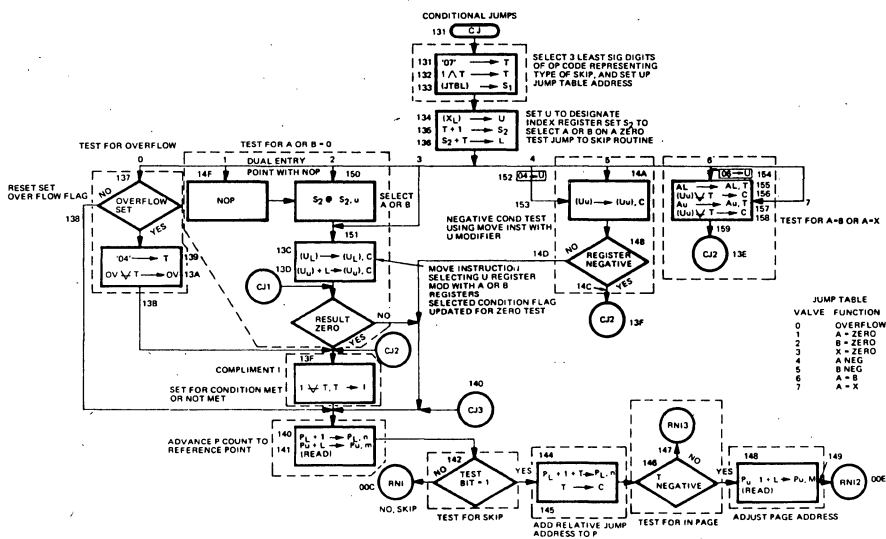 CONDITIONAL JUMPS
131 CJ
131 '07' → T
132 1 ∧ T → T
133 (JTBL) → S1
SELECT 3 LEAST SIG DIGITS
OF OP CODE REPRESENTING
TYPE OF SKIP, AND SET UP
JUMP TABLE ADDRESS
134 (XL) → U
135 T + 1 → S2
136 S2 + T → L
SET U TO DESIGNATE
INDEX REGISTER SET S2 TO
SELECT A OR B ON A ZERO
TEST JUMP TO SKIP ROUTINE
TEST FOR OVERFLOW
TEST FOR A OR B = 0
0 1 2 3 4 5 6 7
DUAL ENTRY
POINT WITH NOP
137
NO
OVERFLOW
SET
YES
RESET SET
OVER FLOW FLAG
138
'04' → T
OV ⊻ T → OV
139
13A
13B
14F
NOP
150
S2 S2, u
SELECT
A OR B
151
13C (UL) → (UL), C
13D (Uu) + L → (Uu), C
CJ1
RESULT
ZERO
NO
YES
CJ2
MOVE INSTRUCTION
SELECTING U REGISTER
MOD WITH A OR B
REGISTERS
SELECTED CONDITION FLAG
UPDATED FOR ZERO TEST
152 04 → U
153
14A
(Uu) → (Uu), C
NEGATIVE COND TEST
USING MOVE INST WITH
U MODIFIER
14D
NO
14B
REGISTER
NEGATIVE
14C
YES
CJ2
13F
06 → U 154
AL → AL, T 155
(Uu) ⊻ T → C 156
Au → Au, T 157
(Uu) ⊻ T → C 158
159
CJ2
13E
TEST FOR A=B OR A=X
JUMP TABLE
VALVE FUNCTION
0 OVERFLOW
1 A = ZERO
2 B = ZERO
3 X = ZERO
4 A NEG
5 B NEG
6 A = B
7 A = X
13F
COMPLIMENT I
1 ⊻ T, T → I
SET FOR CONDITION MET
OR NOT MET
140
CJ3
ADVANCE P COUNT TO
REFERENCE POINT
140 PL + 1 → PL, n
141 Pu + L → Pu, m
(READ)
142
NO
TEST
BIT = 1
YES
00C
RNI
NO, SKIP
TEST FOR SKIP
144
PL + 1 + T → PL, n
T → C
145
ADD RELATIVE JUMP
ADDRESS TO P
RNI3
147
NO
146
T
NEGATIVE
YES
TEST FOR IN PAGE
148
Pu 1 + L → Pu, M
(READ)
149
RNI2
00E
ADJUST PAGE ADDRESS